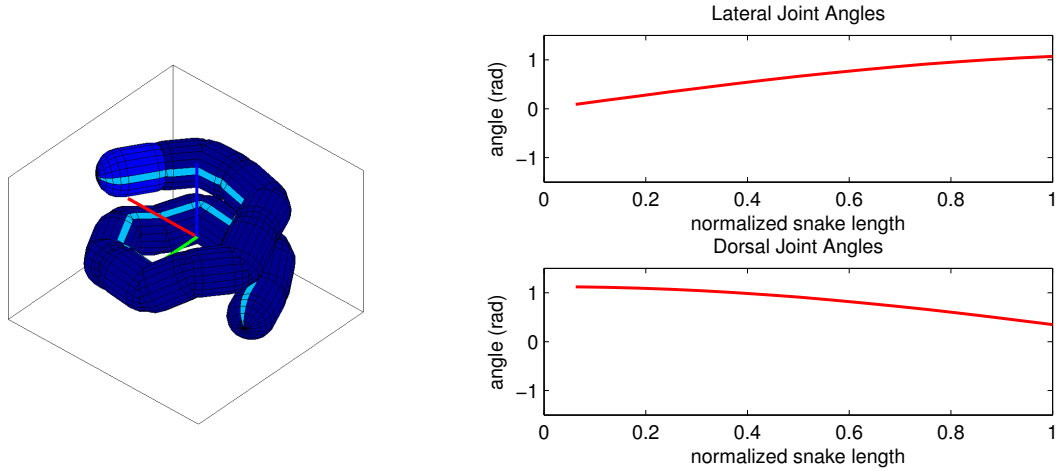 Lateral Joint Angles
angle (rad)
1
0
−1
0 0.2 0.4 0.6 0.8 1
normalized snake length
Dorsal Joint Angles
angle (rad)
1
0
−1
0 0.2 0.4 0.6 0.8 1
normalized snake length